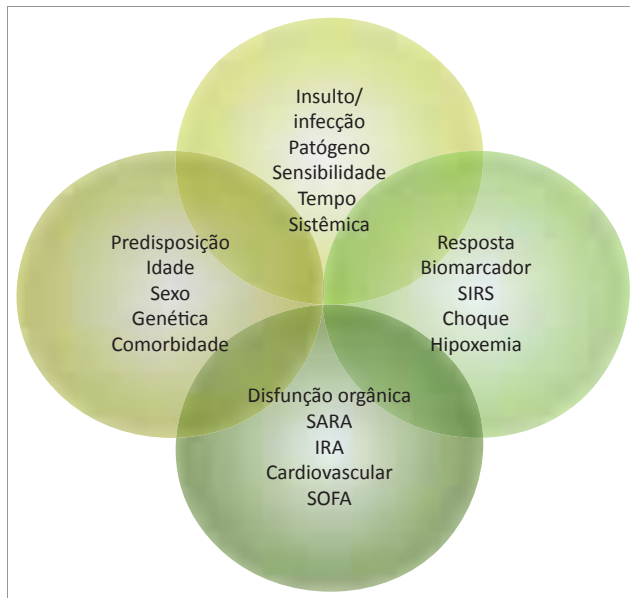 Insulto/
infecção
Patógeno
Sensibilidade
Tempo
Sistêmica
Predisposição
Idade
Sexo
Genética
Comorbidade
Resposta
Biomarcador
SIRS
Choque
Hipoxemia
Disfunção orgânica
SARA
IRA
Cardiovascular
SOFA